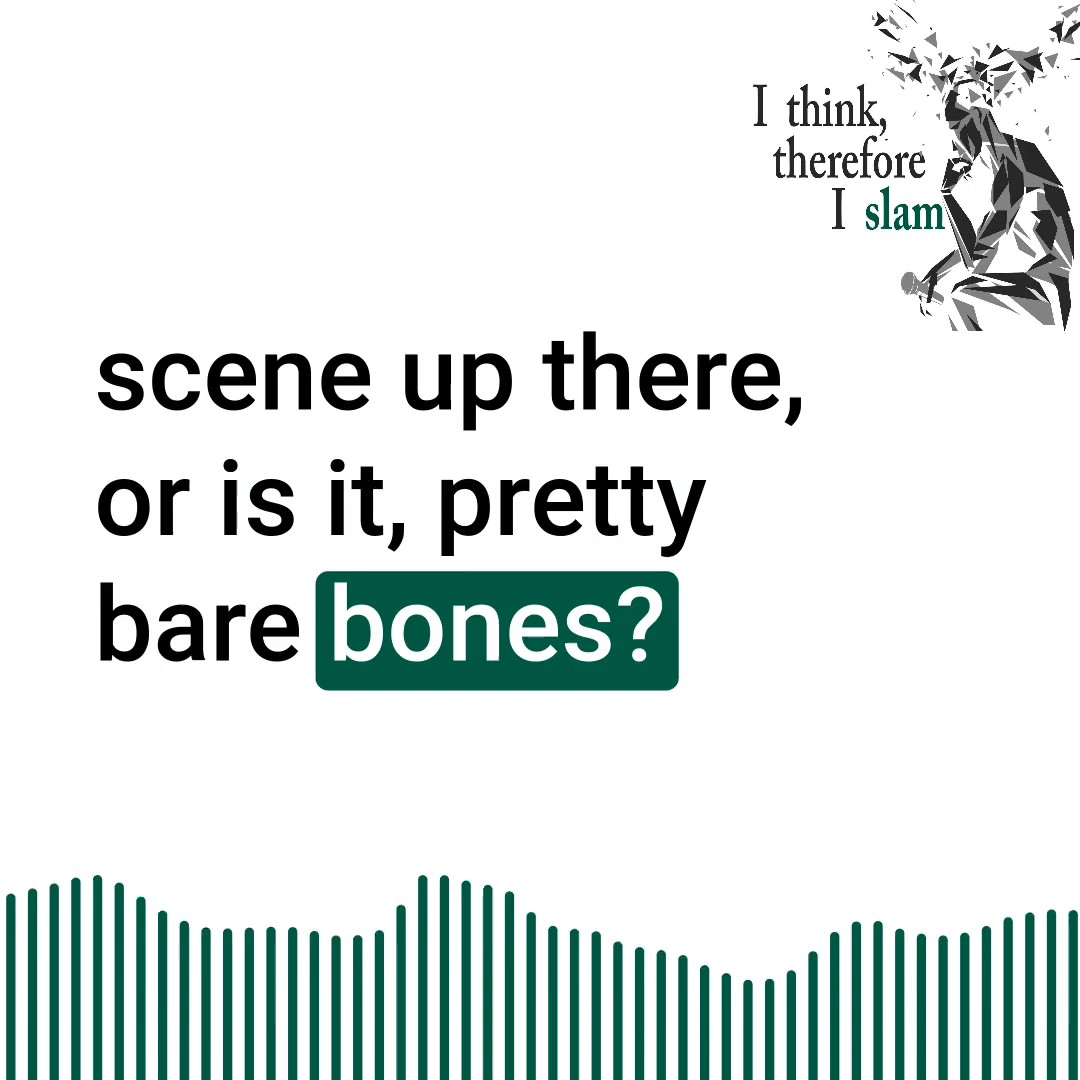 I think,
therefore
I slam
scene up there,
or is it, pretty
bare bones?